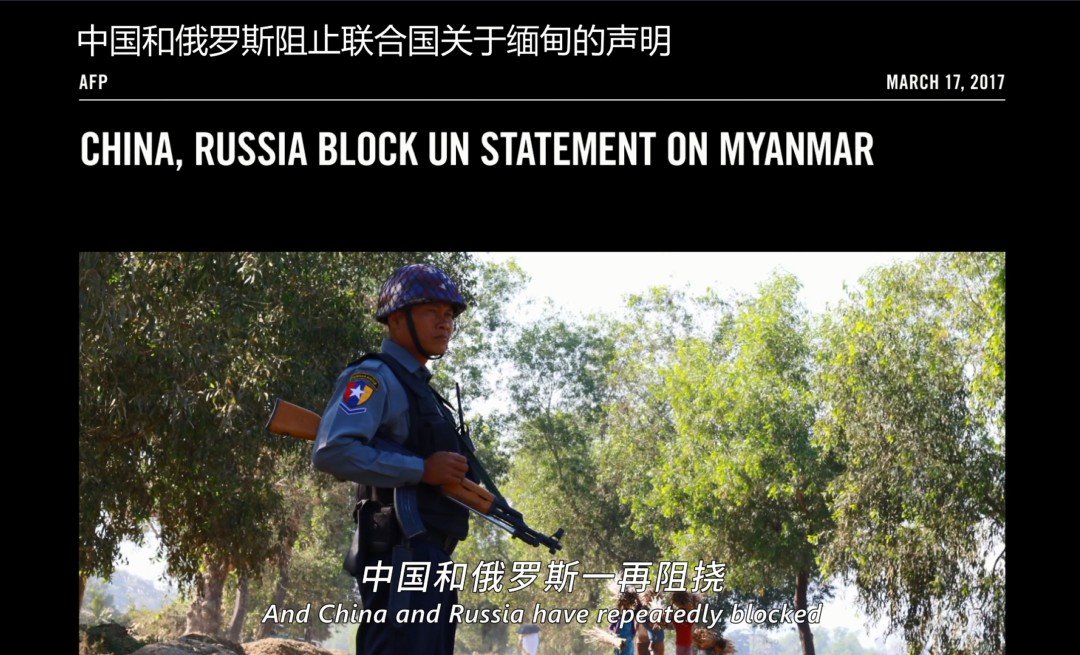 中国和俄罗斯阻止联合国关于缅甸的声明
AFP
MARCH 17, 2017
CHINA, RUSSIA BLOCK UN STATEMENT ON MYANMAR
中国和俄罗斯一再阻挠
And China and Russia have repeatedly blocked